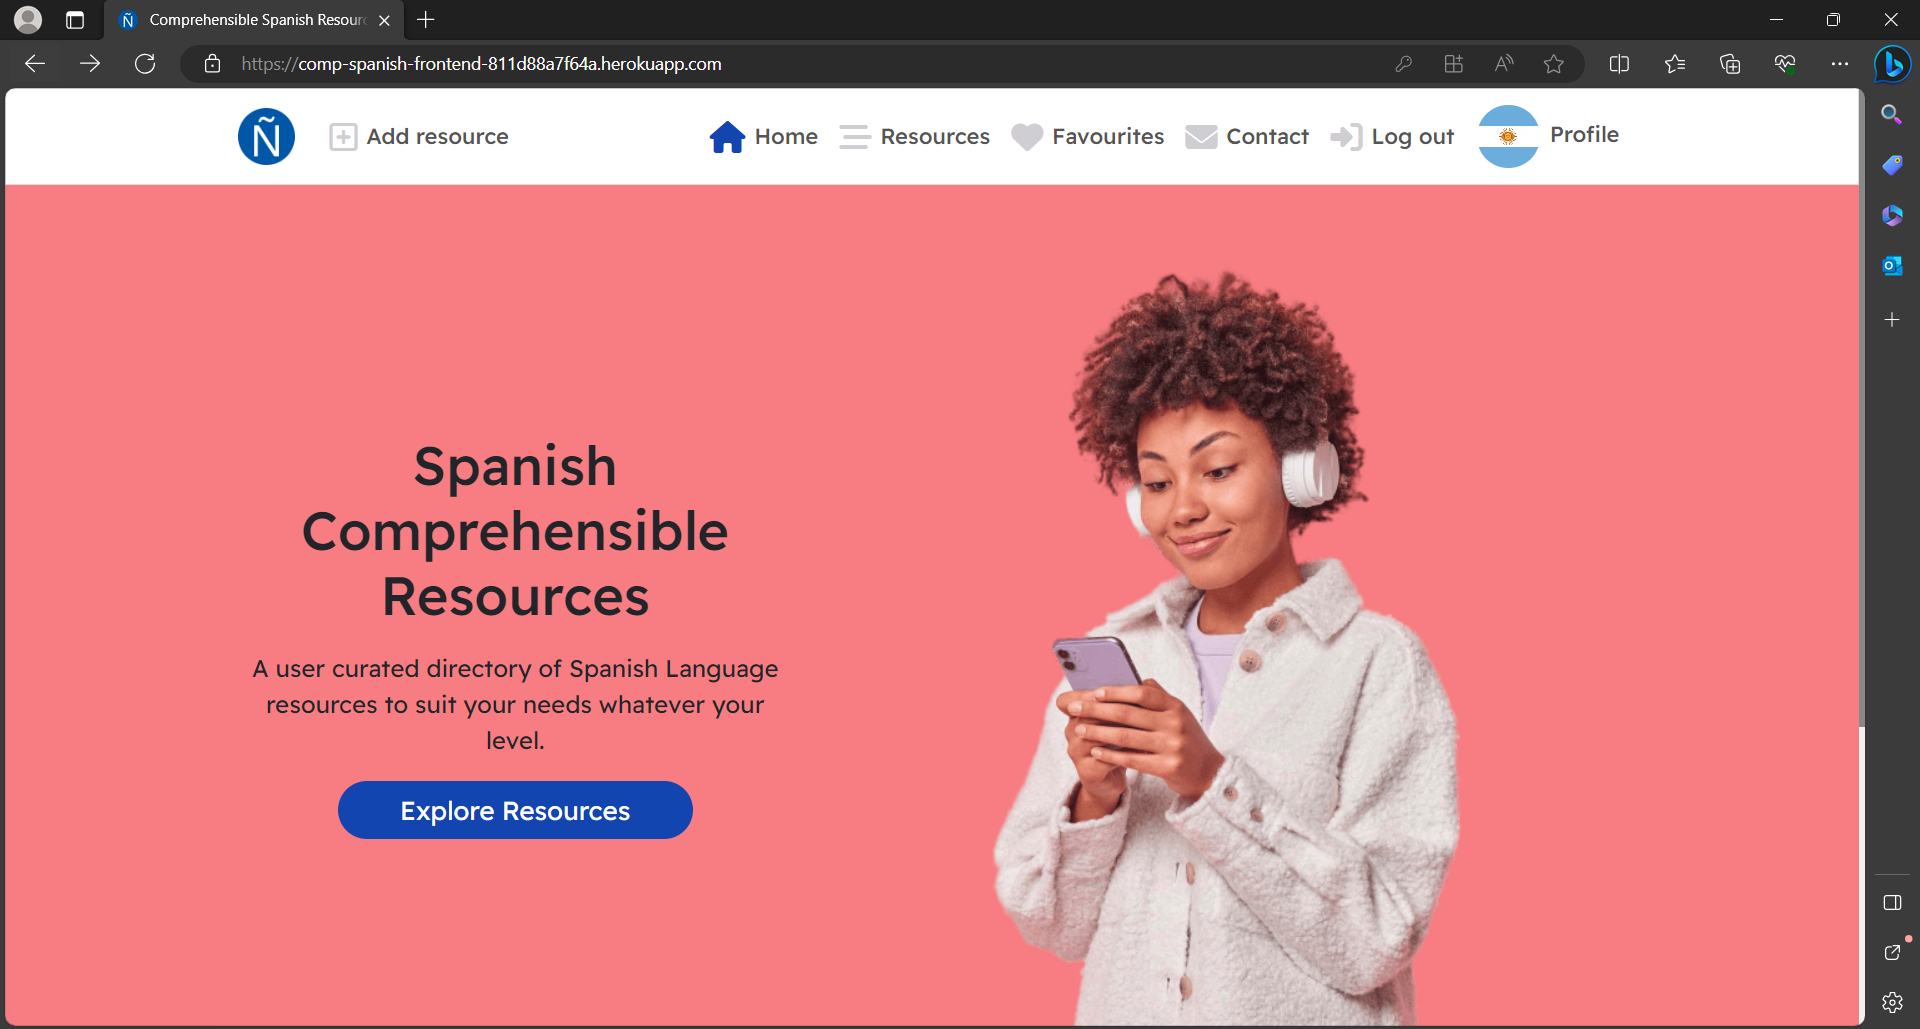 Comprehensible Spanish Resour
https://comp-spanish-frontend-811d88a7f64a.herokuapp.com
Ñ Add resource Home Resources Favourites Contact Log out Profile
Spanish
Comprehensible
Resources
A user curated directory of Spanish Language
resources to suit your needs whatever your
level.
Explore Resources